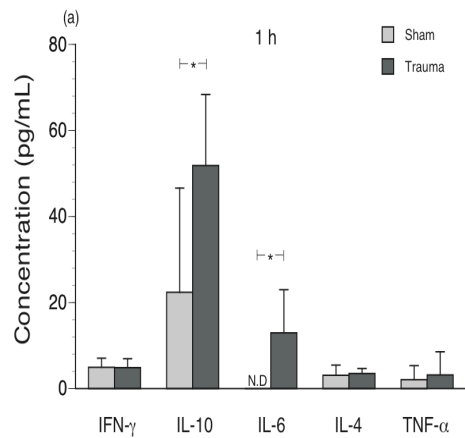 (a)
1 h
Sham
Trauma
Concentration (pg/mL)
80
60
40
20
0
*
*
N.D
IFN-γ IL-10 IL-6 IL-4 TNF-α